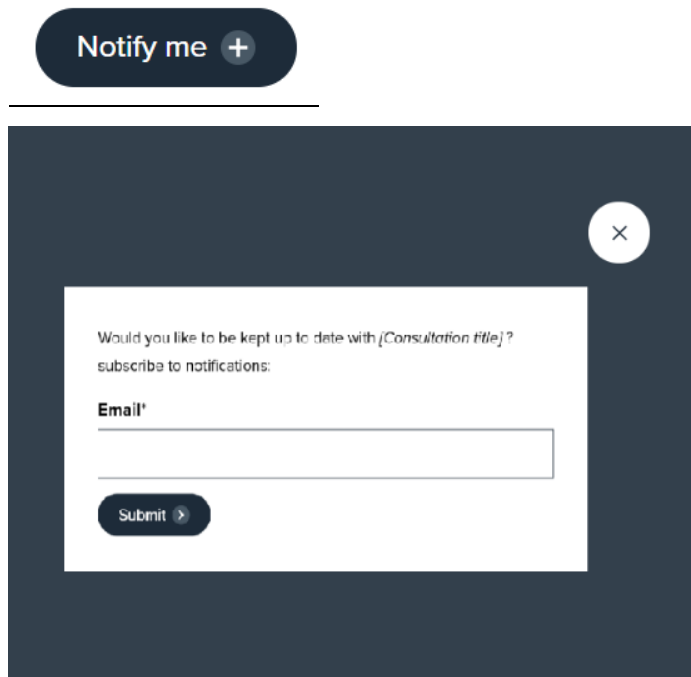 Notify me
Would you like to be kept up to date with [Consultation title]?
subscribe to notifications:
Email*
Submit